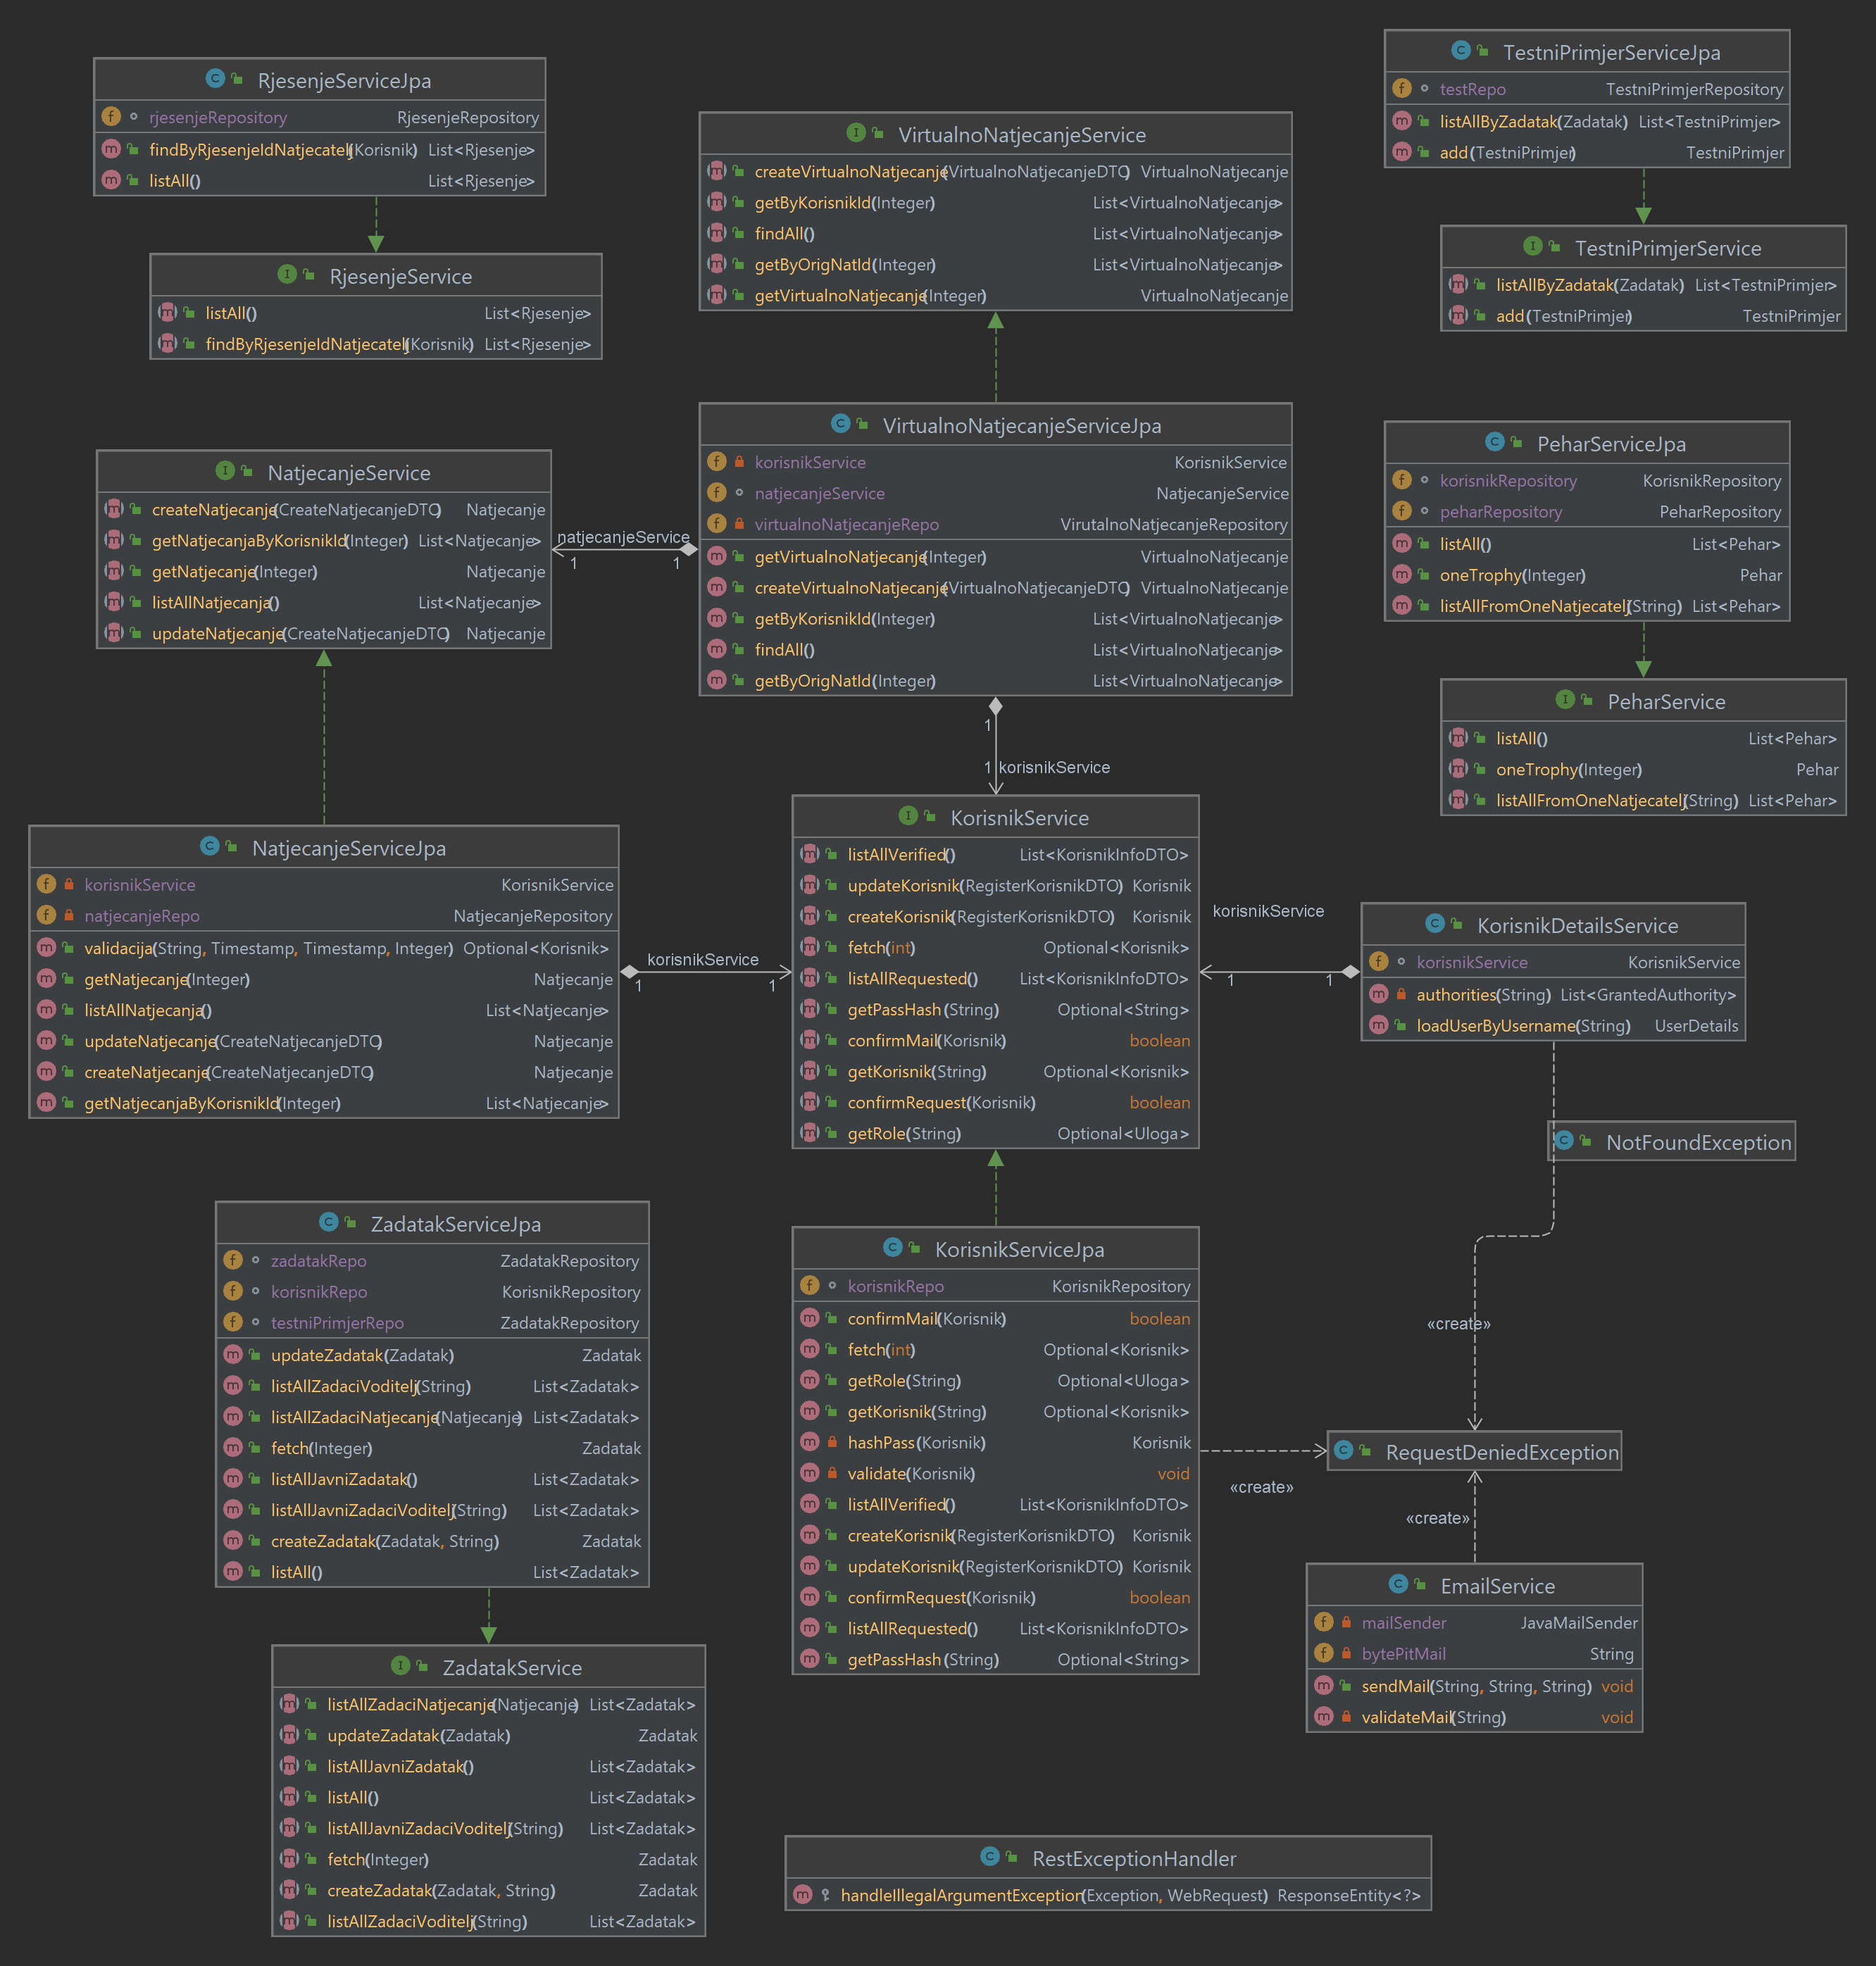 RjesenjeServiceJpa
rjesenjeRepository RjesenjeRepository
findByRjesenjeIdNatjecatelj(Korisnik) List<Rjesenje>
listAll() List<Rjesenje>
RjesenjeService
listAll() List<Rjesenje>
findByRjesenjeIdNatjecatelj(Korisnik) List<Rjesenje>
VirtualnoNatjecanjeService
createVirtualnoNatjecanje(VirtualnoNatjecanjeDTO) VirtualnoNatjecanje
getByKorisnikId(Integer) List<VirtualnoNatjecanje>
findAll() List<VirtualnoNatjecanje>
getByOrigNatId(Integer) List<VirtualnoNatjecanje>
getVirtualnoNatjecanje(Integer) VirtualnoNatjecanje
TestniPrimjerServiceJpa
testRepo TestniPrimjerRepository
listAllByZadatak(Zadatak) List<TestniPrimjer>
add(TestniPrimjer) TestniPrimjer
TestniPrimjerService
listAllByZadatak(Zadatak) List<TestniPrimjer>
add(TestniPrimjer) TestniPrimjer
NatjecanjeService
createNatjecanje(CreateNatjecanjeDTO) Natjecanje
getNatjecanjaByKorisnikId(Integer) List<Natjecanje>
getNatjecanje(Integer) Natjecanje
listAllNatjecanja() List<Natjecanje>
updateNatjecanje(CreateNatjecanjeDTO) Natjecanje
natjecanjeService
1 1
VirtualnoNatjecanjeServiceJpa
korisnikService KorisnikService
natjecanjeService NatjecanjeService
virtualnoNatjecanjeRepo VirutalnoNatjecanjeRepository
getVirtualnoNatjecanje(Integer) VirtualnoNatjecanje
createVirtualnoNatjecanje(VirtualnoNatjecanjeDTO) VirtualnoNatjecanje
getByKorisnikId(Integer) List<VirtualnoNatjecanje>
findAll() List<VirtualnoNatjecanje>
getByOrigNatId(Integer) List<VirtualnoNatjecanje>
1
1 korisnikService
PeharServiceJpa
korisnikRepository KorisnikRepository
peharRepository PeharRepository
listAll() List<Pehar>
oneTrophy(Integer) Pehar
listAllFromOneNatjecatelj(String) List<Pehar>
PeharService
listAll() List<Pehar>
oneTrophy(Integer) Pehar
listAllFromOneNatjecatelj(String) List<Pehar>
NatjecanjeServiceJpa
korisnikService KorisnikService
natjecanjeRepo NatjecanjeRepository
validacija(String, Timestamp, Timestamp, Integer) Optional<Korisnik>
getNatjecanje(Integer) Natjecanje
listAllNatjecanja() List<Natjecanje>
updateNatjecanje(CreateNatjecanjeDTO) Natjecanje
createNatjecanje(CreateNatjecanjeDTO) Natjecanje
getNatjecanjaByKorisnikId(Integer) List<Natjecanje>
korisnikService
1 1
KorisnikService
listAllVerified() List<KorisnikInfoDTO>
updateKorisnik(RegisterKorisnikDTO) Korisnik
createKorisnik(RegisterKorisnikDTO) Korisnik
fetch(int) Optional<Korisnik>
listAllRequested() List<KorisnikInfoDTO>
getPassHash(String) Optional<String>
confirmMail(Korisnik) boolean
getKorisnik(String) Optional<Korisnik>
confirmRequest(Korisnik) boolean
getRole(String) Optional<Uloga>
korisnikService
1 1
KorisnikDetailsService
korisnikService KorisnikService
authorities(String) List<GrantedAuthority>
loadUserByUsername(String) UserDetails
NotFoundException
ZadatakServiceJpa
zadatakRepo ZadatakRepository
korisnikRepo KorisnikRepository
testniPrimjerRepo ZadatakRepository
updateZadatak(Zadatak) Zadatak
listAllZadaciVoditelj(String) List<Zadatak>
listAllZadaciNatjecanje(Natjecanje) List<Zadatak>
fetch(Integer) Zadatak
listAllJavniZadatak() List<Zadatak>
listAllJavniZadaciVoditelj(String) List<Zadatak>
createZadatak(Zadatak, String) Zadatak
listAll() List<Zadatak>
KorisnikServiceJpa
korisnikRepo KorisnikRepository
confirmMail(Korisnik) boolean
fetch(int) Optional<Korisnik>
getRole(String) Optional<Uloga>
getKorisnik(String) Optional<Korisnik>
hashPass(Korisnik) Korisnik
validate(Korisnik) void
listAllVerified() List<KorisnikInfoDTO>
createKorisnik(RegisterKorisnikDTO) Korisnik
updateKorisnik(RegisterKorisnikDTO) Korisnik
confirmRequest(Korisnik) boolean
listAllRequested() List<KorisnikInfoDTO>
getPassHash(String) Optional<String>
«create»
RequestDeniedException
«create»
«create»
EmailService
mailSender JavaMailSender
bytePitMail String
sendMail(String, String, String) void
validateMail(String) void
ZadatakService
listAllZadaciNatjecanje(Natjecanje) List<Zadatak>
updateZadatak(Zadatak) Zadatak
listAllJavniZadatak() List<Zadatak>
listAll() List<Zadatak>
listAllJavniZadaciVoditelj(String) List<Zadatak>
fetch(Integer) Zadatak
createZadatak(Zadatak, String) Zadatak
listAllZadaciVoditelj(String) List<Zadatak>
RestExceptionHandler
handleIllegalArgumentException(Exception, WebRequest) ResponseEntity<?>